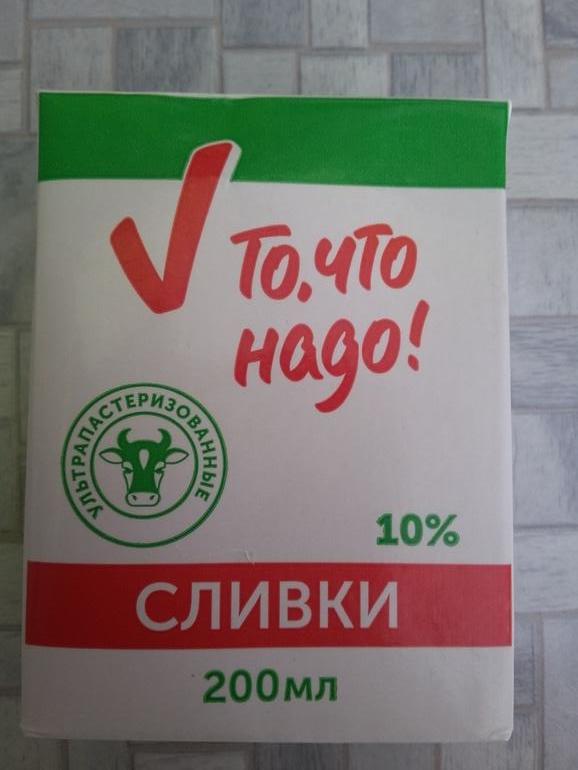 То, что
надо!
УЛЬТРАПАСТЕРИЗОВАННЫЕ
10%
СЛИВКИ
200мл